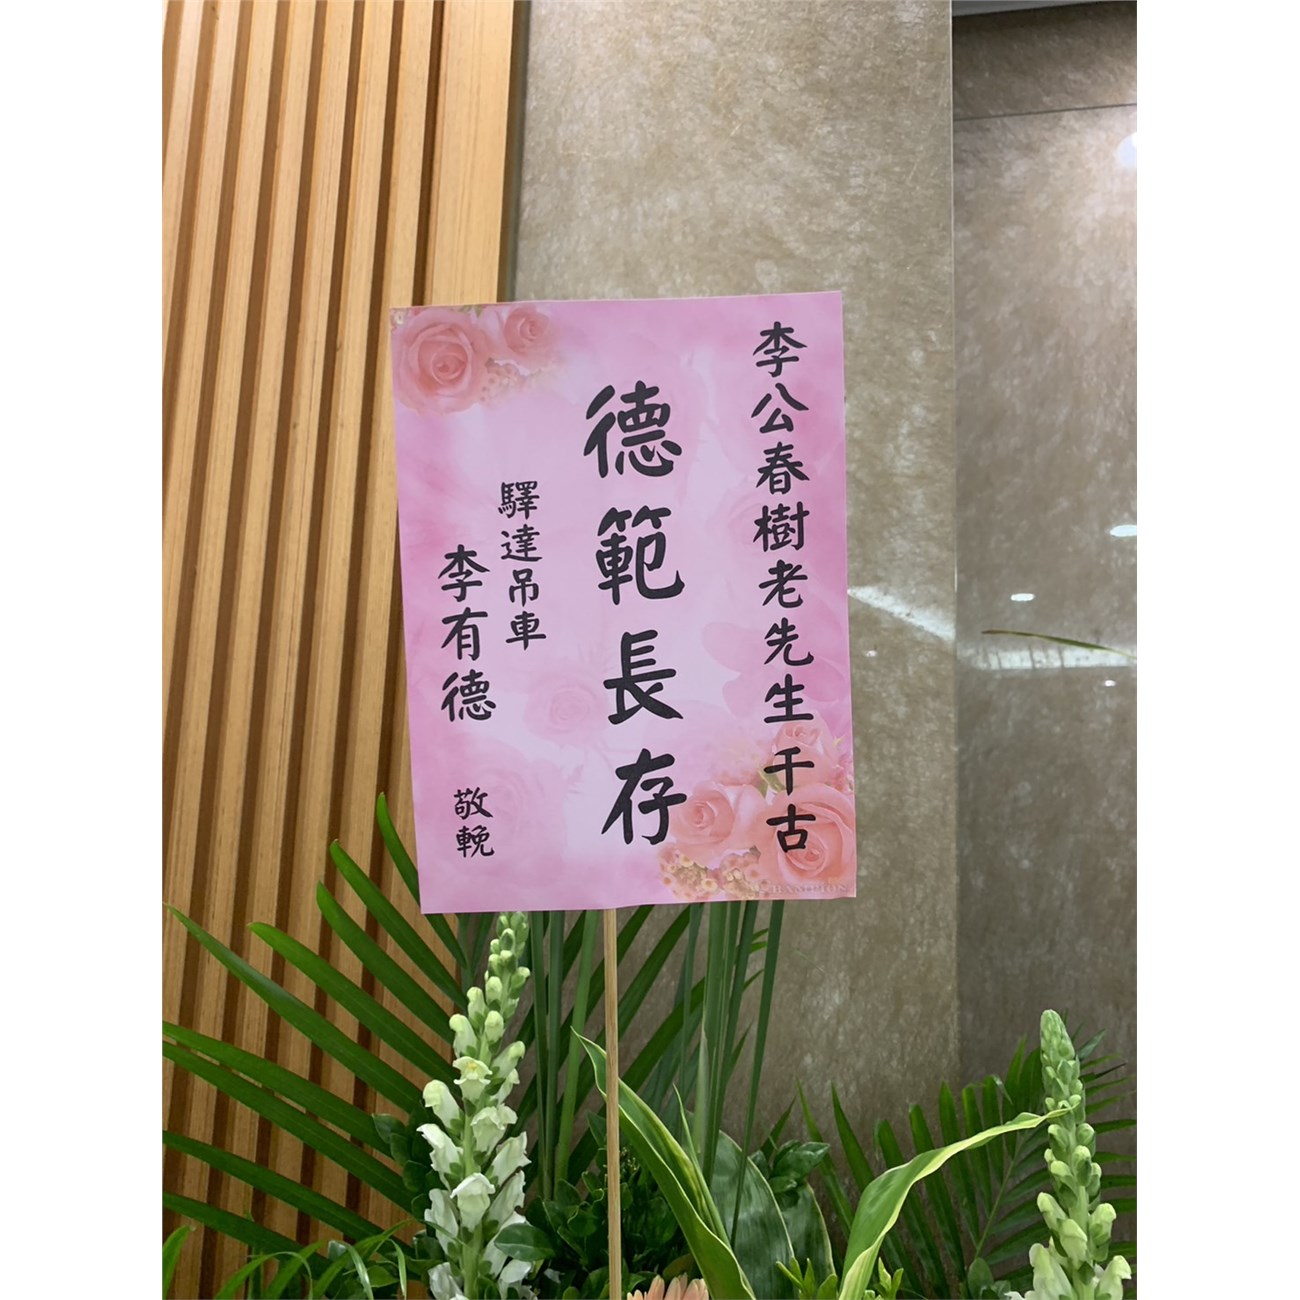 李公春樹老先生千古
德範長存
驛達吊車
李有德
敬輓